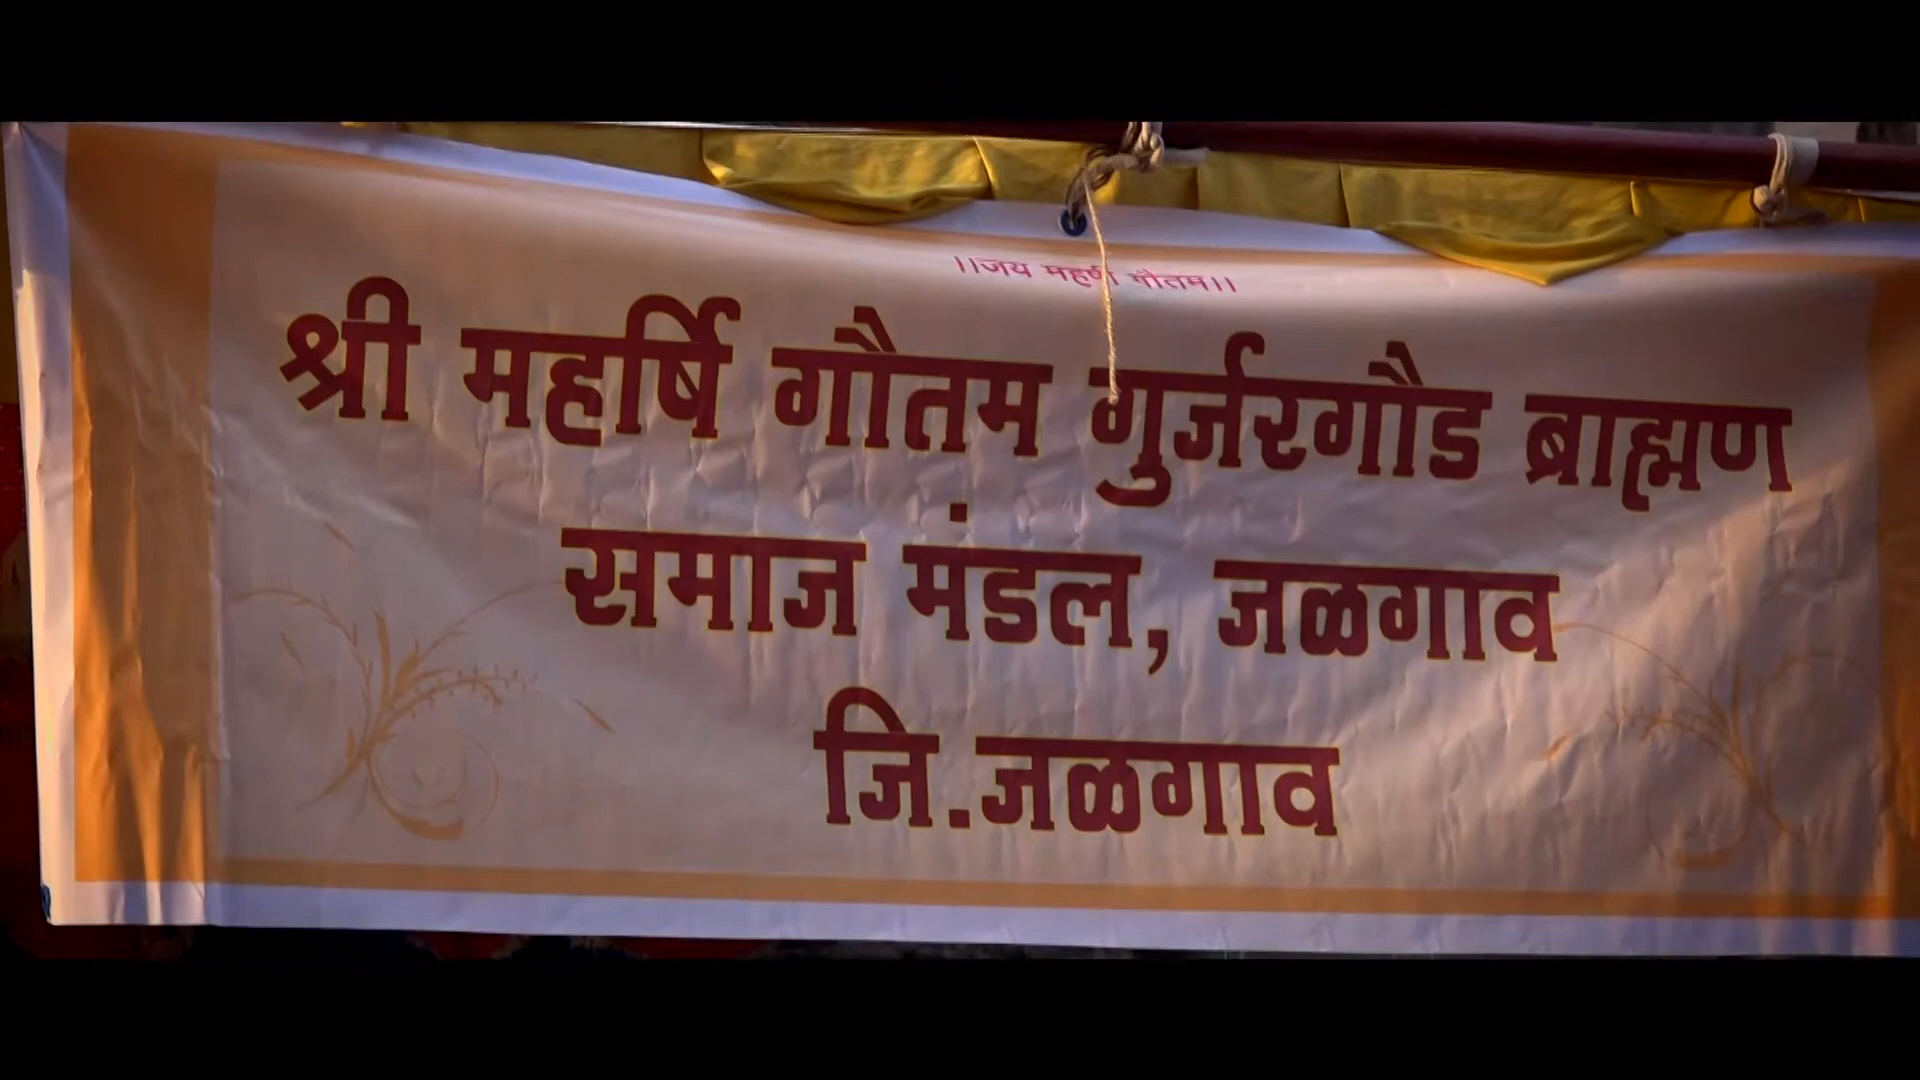 ।।जय महर्षी गौतम।।
श्री महर्षि गौतम गुर्जरगौड ब्राह्मण
समाज मंडल, जळगाव
जि.जळगाव